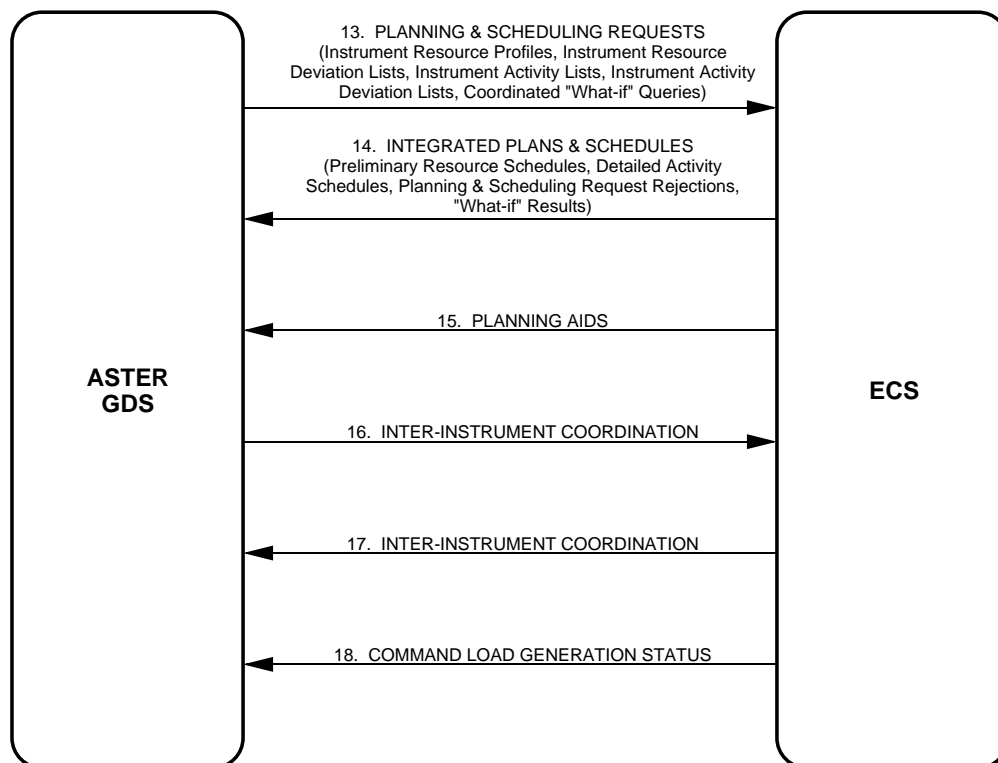 13. PLANNING & SCHEDULING REQUESTS
(Instrument Resource Profiles, Instrument Resource
Deviation Lists, Instrument Activity Lists, Instrument Activity
Deviation Lists, Coordinated "What-if" Queries)
14. INTEGRATED PLANS & SCHEDULES
(Preliminary Resource Schedules, Detailed Activity
Schedules, Planning & Scheduling Request Rejections,
"What-if" Results)
15. PLANNING AIDS
ASTER
GDS
ECS
16. INTER-INSTRUMENT COORDINATION
17. INTER-INSTRUMENT COORDINATION
18. COMMAND LOAD GENERATION STATUS